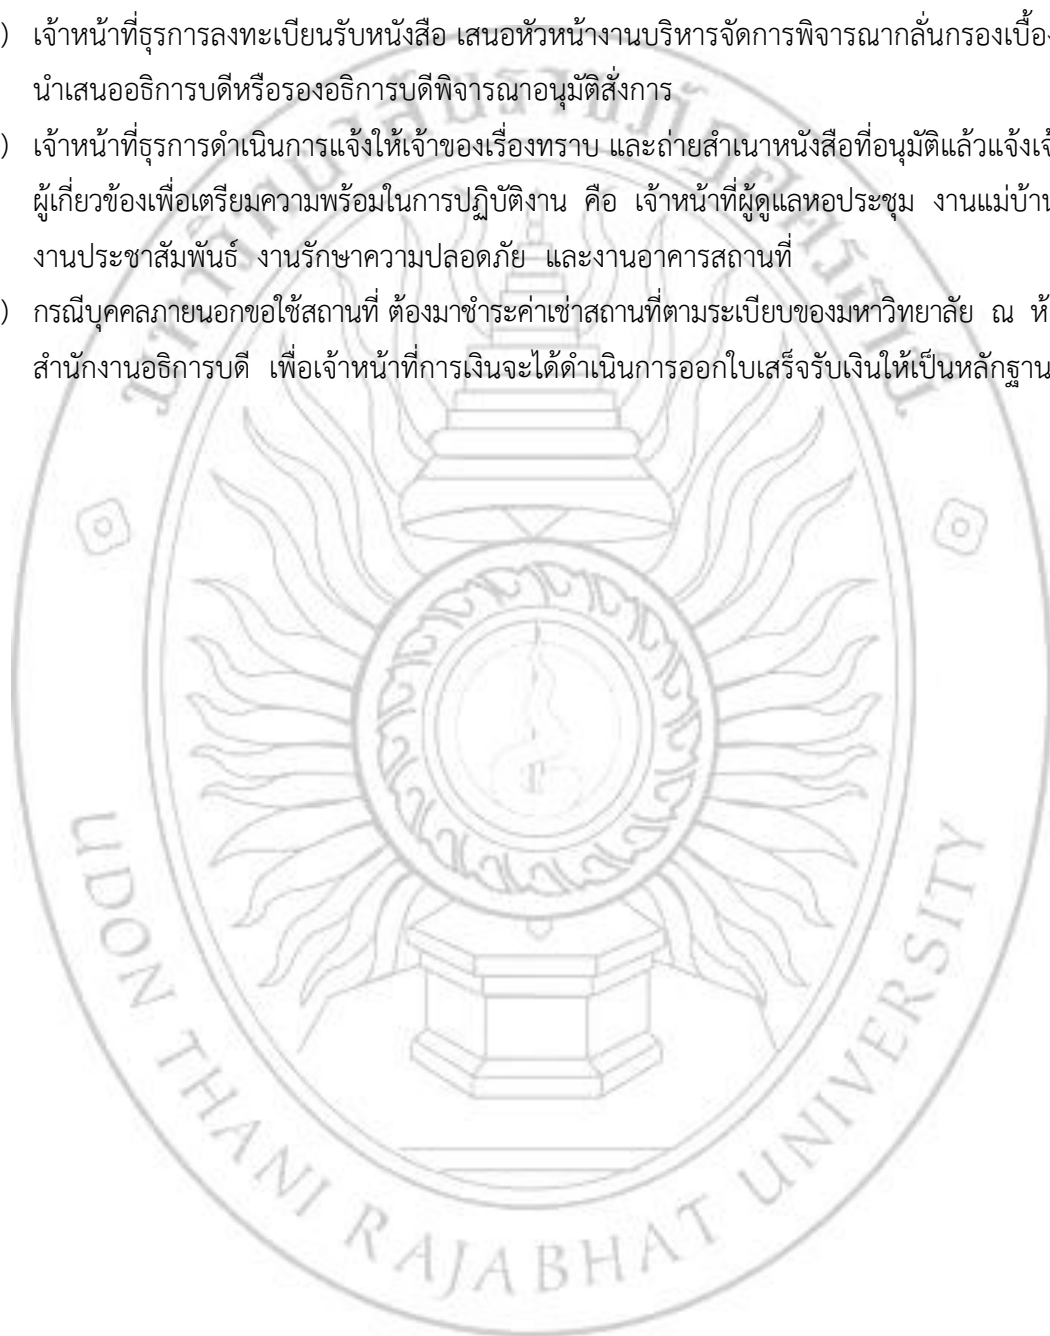 ) เจ้าหน้าที่ธุรการลงทะเบียนรับหนังสือ เสนอหัวหน้างานบริหารจัดการพิจารณากลั่นกรองเบื้อง
นำเสนออธิการบดีหรือรองอธิการบดีพิจารณาอนุมัติสั่งการ
) เจ้าหน้าที่ธุรการดำเนินการแจ้งให้เจ้าของเรื่องทราบ และถ่ายสำเนาหนังสือที่อนุมัติแล้วแจ้งเจ้
ผู้เกี่ยวข้องเพื่อเตรียมความพร้อมในการปฏิบัติงาน คือ เจ้าหน้าที่ผู้ดูแลหอประชุม งานแม่บ้าน
งานประชาสัมพันธ์ งานรักษาความปลอดภัย และงานอาคารสถานที่
) กรณีบุคคลภายนอกขอใช้สถานที่ ต้องมาชำระค่าเช่าสถานที่ตามระเบียบของมหาวิทยาลัย ณ ห้
สำนักงานอธิการบดี เพื่อเจ้าหน้าที่การเงินจะได้ดำเนินการออกใบเสร็จรับเงินให้เป็นหลักฐาน
มหาวิทยาลัยราชภัฏอุดรธานี
UDON THANI RAJABHAT UNIVERSITY